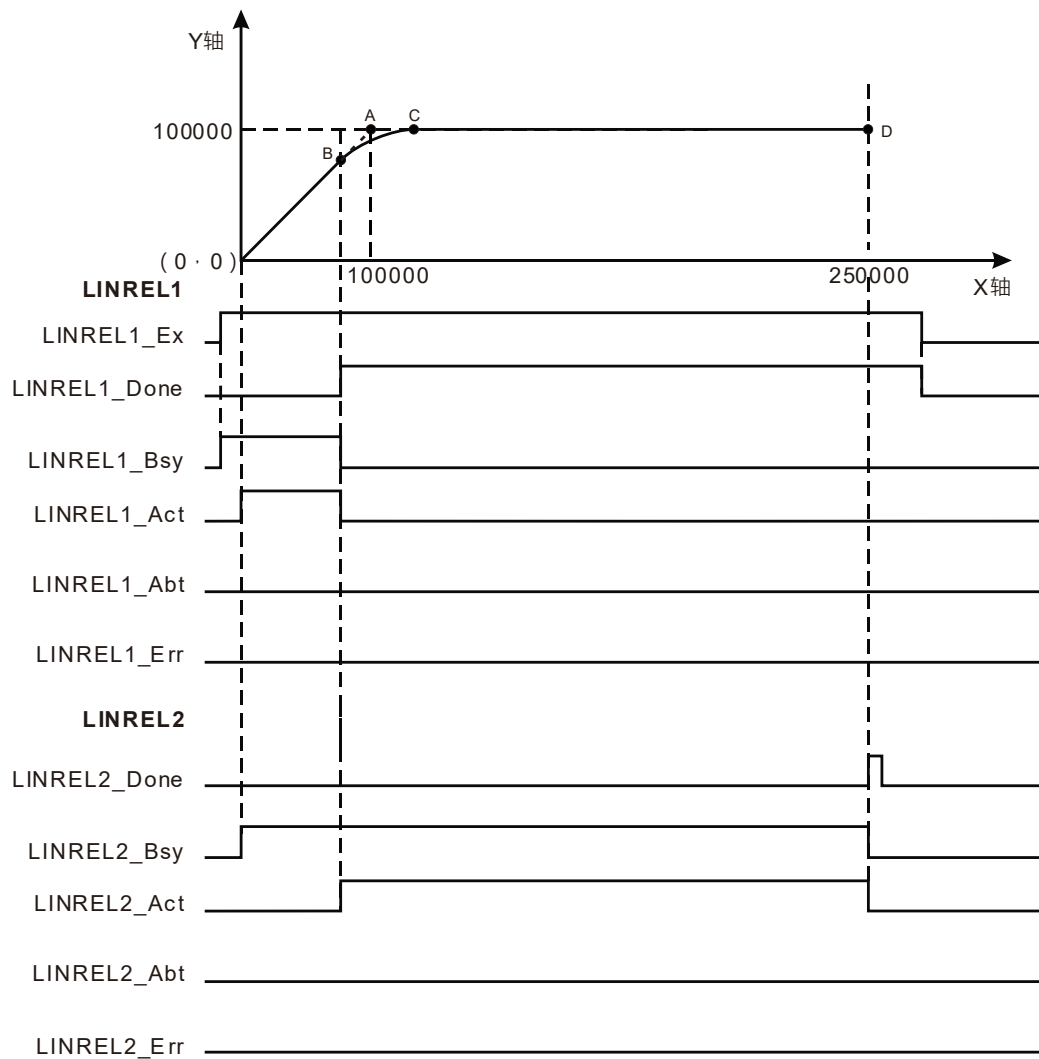 Y轴
A
C
100000
B
D
(0,0)
100000
250000
X轴
LINREL1
LINREL1_Ex
LINREL1_Done
LINREL1_Bsy
LINREL1_Act
LINREL1_Abt
LINREL1_Err
LINREL2
LINREL2_Done
LINREL2_Bsy
LINREL2_Act
LINREL2_Abt
LINREL2_Err